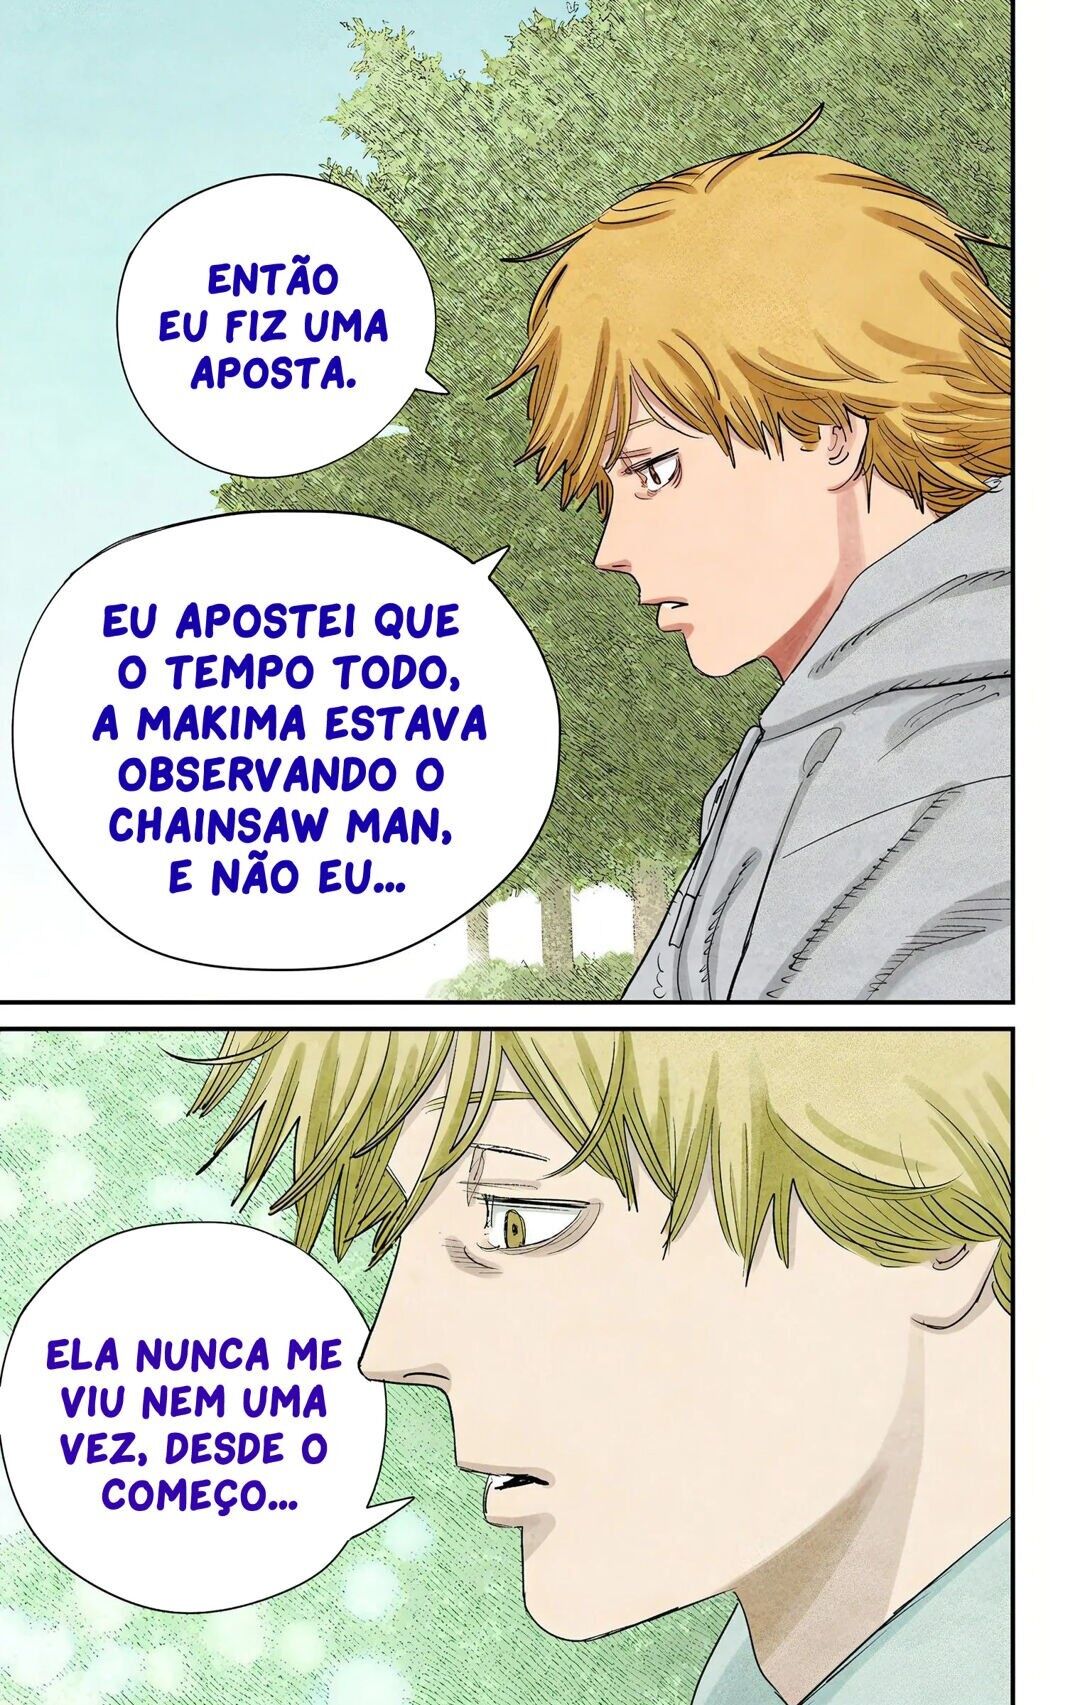 ENTÃO
EU FIZ UMA
APOSTA.
EU APOSTEI QUE
O TEMPO TODO,
A MAKIMA ESTAVA
OBSERVANDO O
CHAINSAW MAN,
E NÃO EU...
ELA NUNCA ME
VIU NEM UMA
VEZ, DESDE O
COMEÇO...